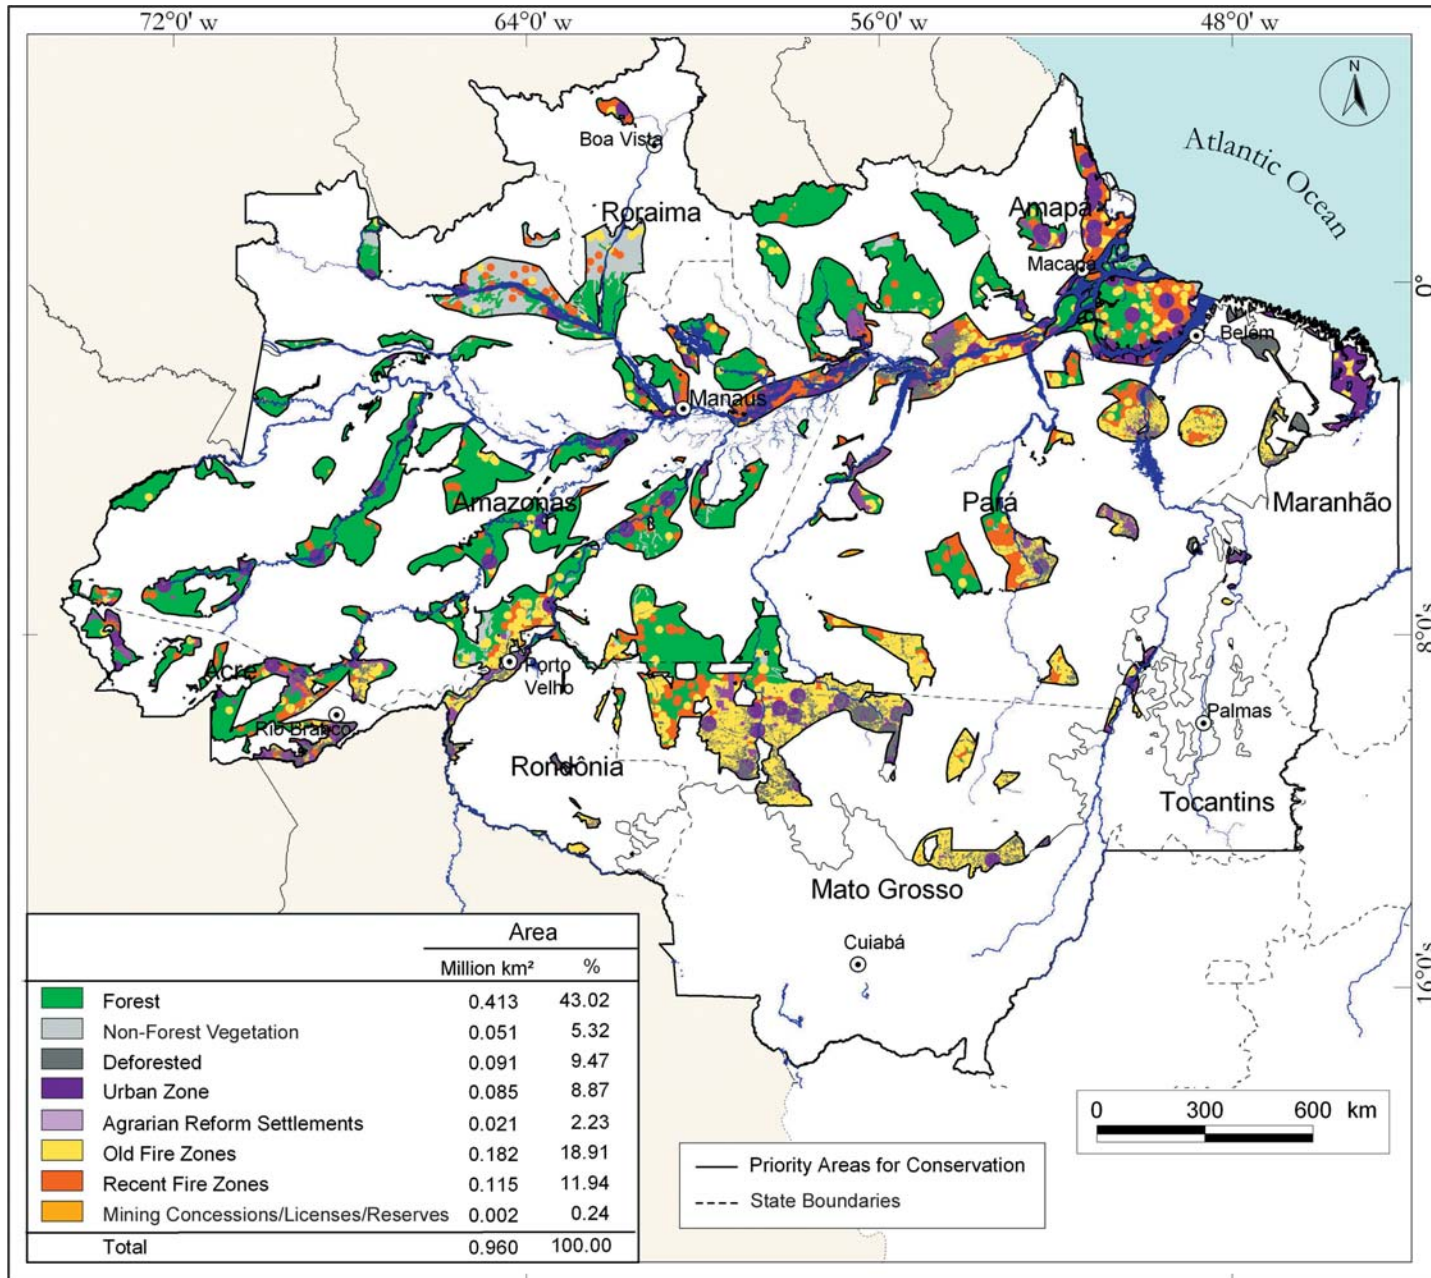 72°0' w 64°0' w 56°0' w 48°0' w
N
Atlantic Ocean
Boa Vista
Roraima
Amapá
Macapá
0°
Belém
Manaus
Amazonas
Pará
Maranhão
8°0's
Acre
Porto
Velho
Rio Branco
Palmas
Rondônia
Tocantins
Mato Grosso
Cuiabá
16°0's
Area
Million km² %
Forest 0.413 43.02
Non-Forest Vegetation 0.051 5.32
Deforested 0.091 9.47
Urban Zone 0.085 8.87
Agrarian Reform Settlements 0.021 2.23
Old Fire Zones 0.182 18.91
Recent Fire Zones 0.115 11.94
Mining Concessions/Licenses/Reserves 0.002 0.24
Total 0.960 100.00
0 300 600 km
Priority Areas for Conservation
State Boundaries